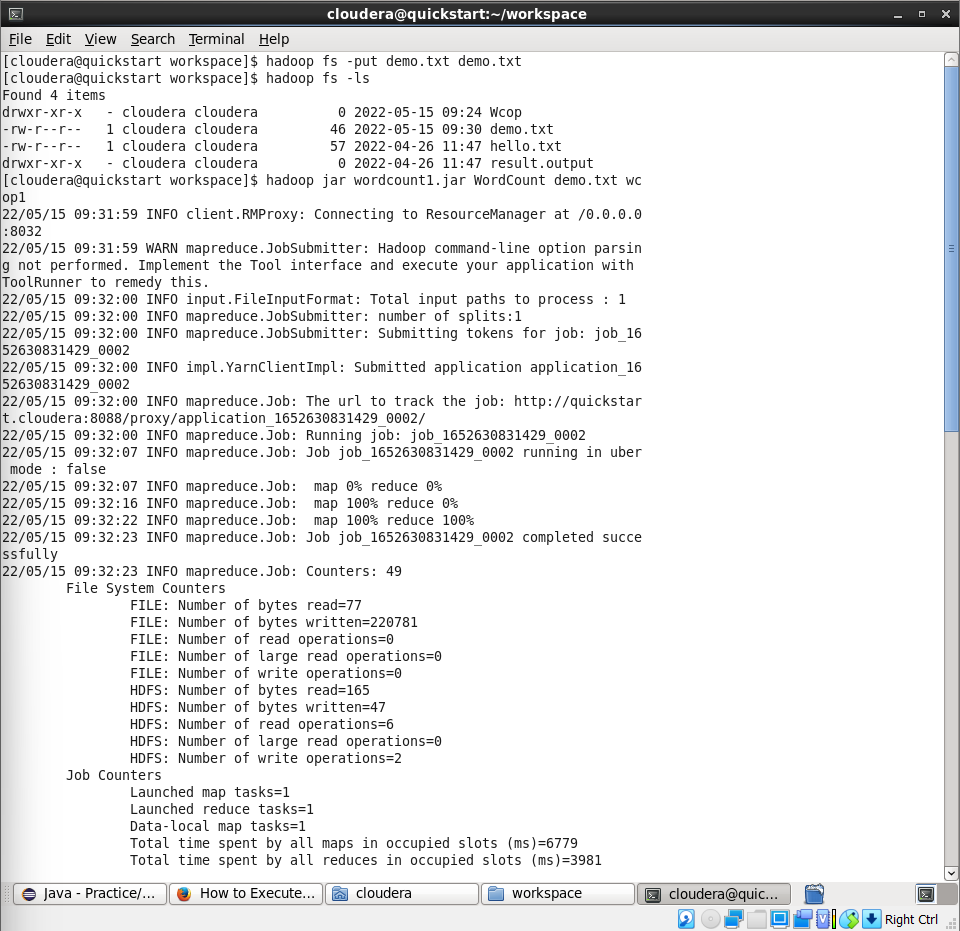 cloudera@quickstart:~/workspace
File Edit View Search Terminal Help
[cloudera@quickstart workspace]$ hadoop fs -put demo.txt demo.txt
[cloudera@quickstart workspace]$ hadoop fs -ls
Found 4 items
drwxr-xr-x   - cloudera cloudera          0 2022-05-15 09:24 Wcop
-rw-r--r--   1 cloudera cloudera         46 2022-05-15 09:30 demo.txt
-rw-r--r--   1 cloudera cloudera         57 2022-04-26 11:47 hello.txt
drwxr-xr-x   - cloudera cloudera          0 2022-04-26 11:47 result.output
[cloudera@quickstart workspace]$ hadoop jar wordcount1.jar WordCount demo.txt wc
op1
22/05/15 09:31:59 INFO client.RMProxy: Connecting to ResourceManager at /0.0.0.0
:8032
22/05/15 09:31:59 WARN mapreduce.JobSubmitter: Hadoop command-line option parsin
g not performed. Implement the Tool interface and execute your application with
ToolRunner to remedy this.
22/05/15 09:32:00 INFO input.FileInputFormat: Total input paths to process : 1
22/05/15 09:32:00 INFO mapreduce.JobSubmitter: number of splits:1
22/05/15 09:32:00 INFO mapreduce.JobSubmitter: Submitting tokens for job: job_16
52630831429_0002
22/05/15 09:32:00 INFO impl.YarnClientImpl: Submitted application application_16
52630831429_0002
22/05/15 09:32:00 INFO mapreduce.Job: The url to track the job: http://quickstar
t.cloudera:8088/proxy/application_1652630831429_0002/
22/05/15 09:32:00 INFO mapreduce.Job: Running job: job_1652630831429_0002
22/05/15 09:32:07 INFO mapreduce.Job: Job job_1652630831429_0002 running in uber
 mode : false
22/05/15 09:32:07 INFO mapreduce.Job:  map 0% reduce 0%
22/05/15 09:32:16 INFO mapreduce.Job:  map 100% reduce 0%
22/05/15 09:32:22 INFO mapreduce.Job:  map 100% reduce 100%
22/05/15 09:32:23 INFO mapreduce.Job: Job job_1652630831429_0002 completed succe
ssfully
22/05/15 09:32:23 INFO mapreduce.Job: Counters: 49
File System Counters
FILE: Number of bytes read=77
FILE: Number of bytes written=220781
FILE: Number of read operations=0
FILE: Number of large read operations=0
FILE: Number of write operations=0
HDFS: Number of bytes read=165
HDFS: Number of bytes written=47
HDFS: Number of read operations=6
HDFS: Number of large read operations=0
HDFS: Number of write operations=2
Job Counters
Launched map tasks=1
Launched reduce tasks=1
Data-local map tasks=1
Total time spent by all maps in occupied slots (ms)=6779
Total time spent by all reduces in occupied slots (ms)=3981
Java - Practice/... How to Execute... cloudera workspace cloudera@quic...
Right Ctrl